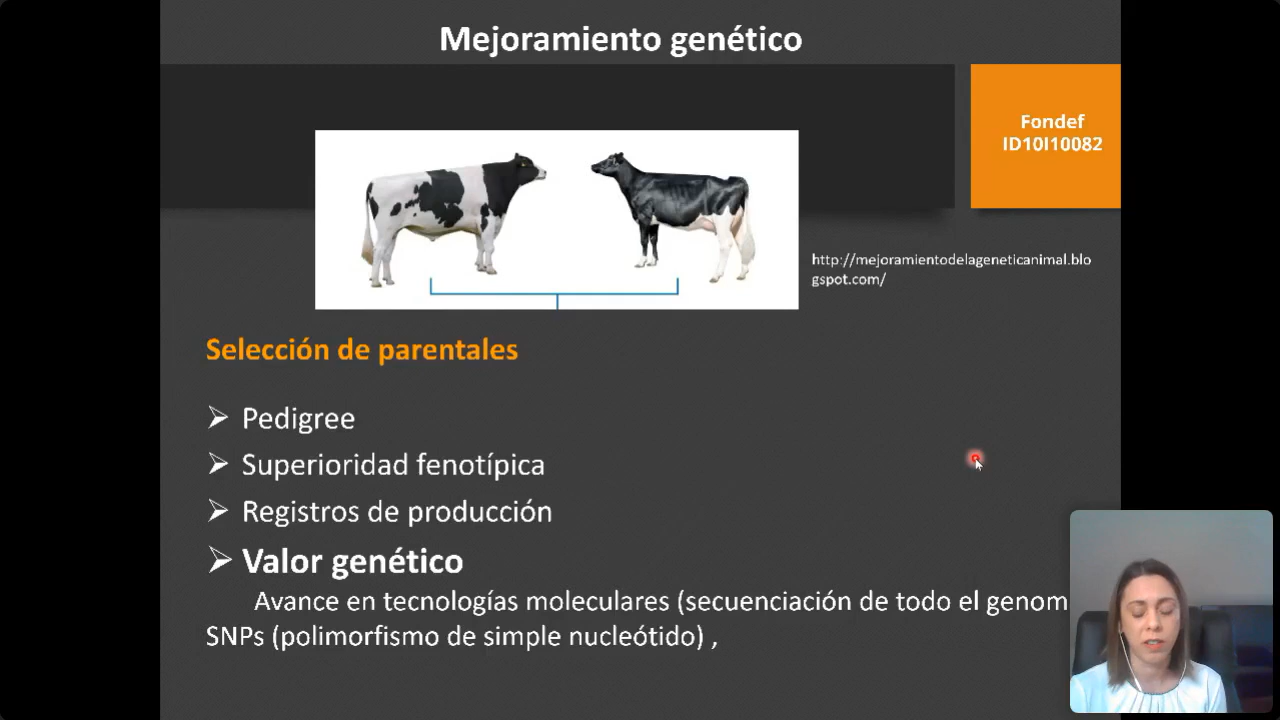 Mejoramiento genético
Fondef
ID10I10082
http://mejoramientodelageneticanimal.blo
gspot.com/
Selección de parentales
➢ Pedigree
➢ Superioridad fenotípica
➢ Registros de producción
➢ Valor genético
Avance en tecnologías moleculares (secuenciación de todo el genom
SNPs (polimorfismo de simple nucleótido) ,